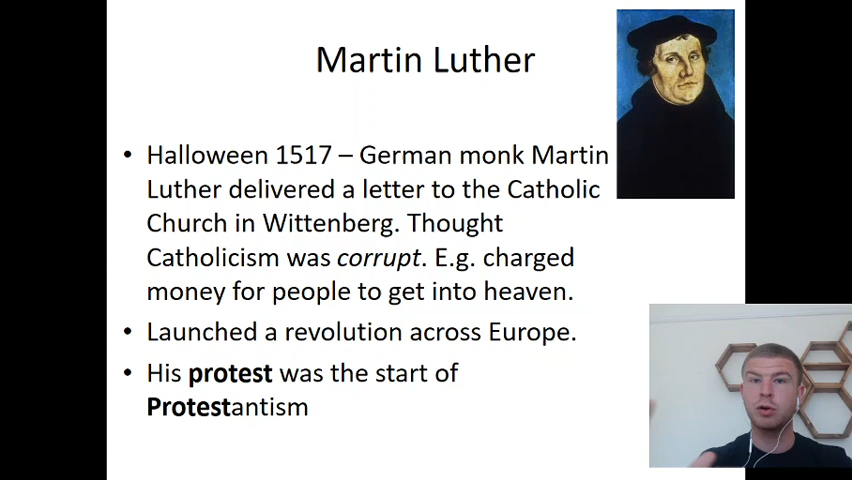 Martin Luther
• Halloween 1517 – German monk Martin
Luther delivered a letter to the Catholic
Church in Wittenberg. Thought
Catholicism was corrupt. E.g. charged
money for people to get into heaven.
• Launched a revolution across Europe.
• His protest was the start of
Protestantism